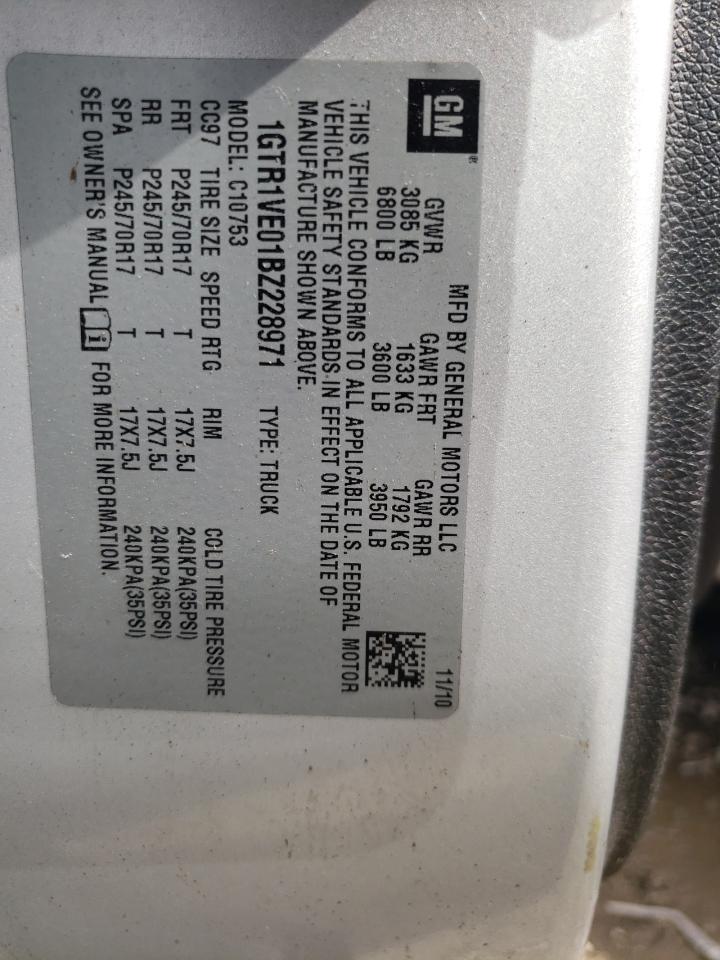 GM®
MFD BY GENERAL MOTORS LLC 11/10
GVWR GAWR FRT GAWR RR
3085 KG 1633 KG 1792 KG
6800 LB 3600 LB 3950 LB
THIS VEHICLE CONFORMS TO ALL APPLICABLE U.S. FEDERAL MOTOR
VEHICLE SAFETY STANDARDS IN EFFECT ON THE DATE OF
MANUFACTURE SHOWN ABOVE.
1GTR1VE01BZ228971 TYPE: TRUCK
MODEL: C10753
CC97 TIRE SIZE SPEED RTG RIM COLD TIRE PRESSURE
FRT P245/70R17 T 17X7.5J 240KPA(35PSI)
RR P245/70R17 T 17X7.5J 240KPA(35PSI)
SPA P245/70R17 T 17X7.5J 240KPA(35PSI)
SEE OWNER'S MANUAL FOR MORE INFORMATION.